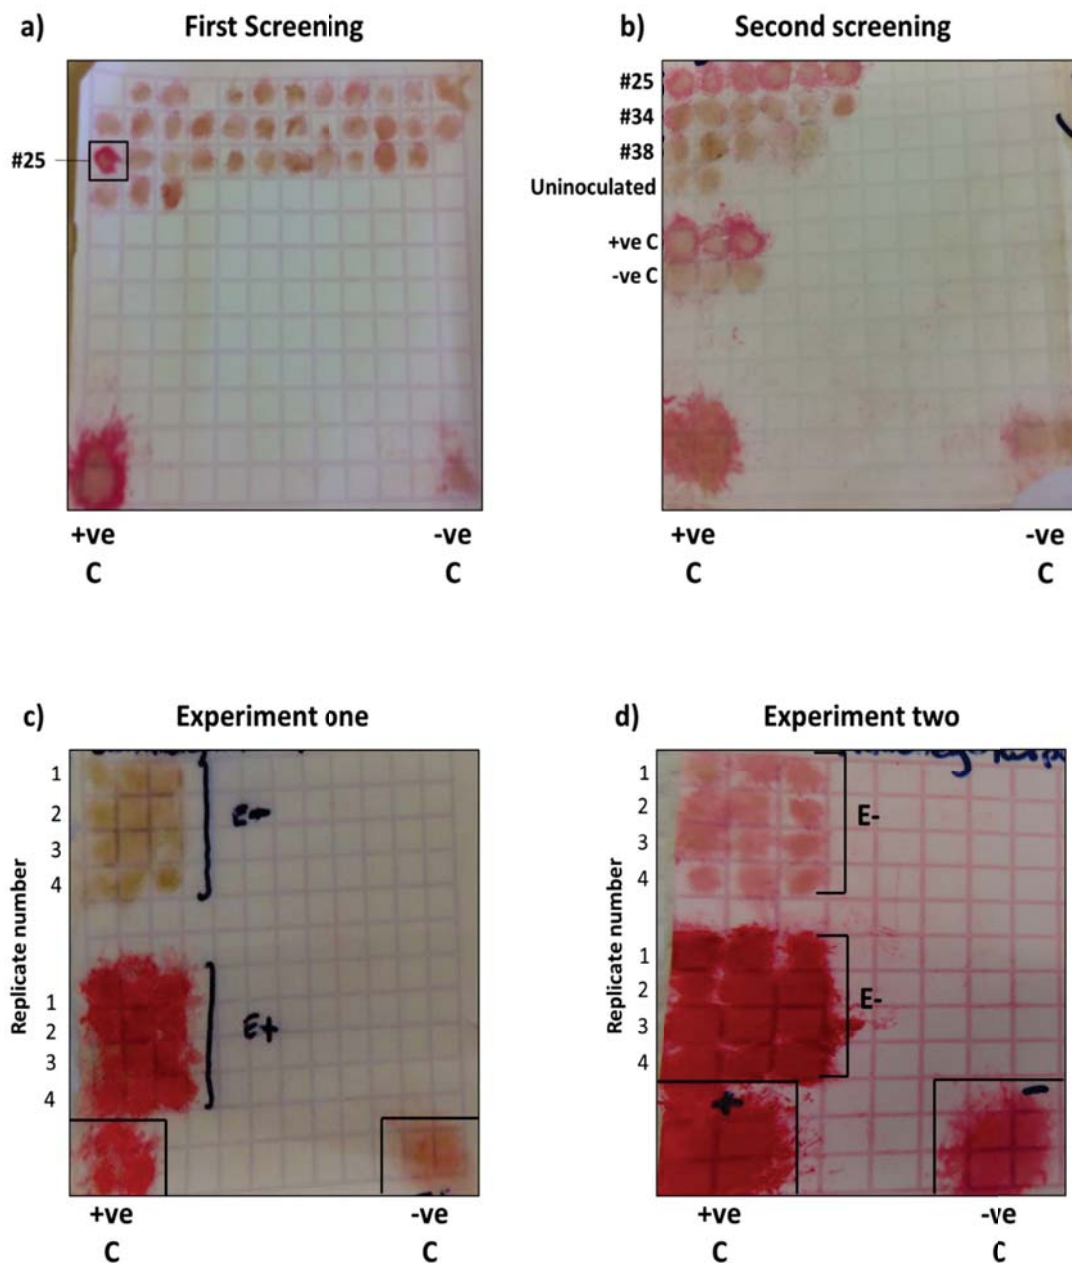 a) First Screening
#25
+ve -ve
C C
b) Second screening
#25
#34
#38
Uninoculated
+ve C
-ve C
+ve -ve
C C
c) Experiment one
Replicate number
1
2
3
4
E-
1
2
3
4
E+
+ve -ve
C C
d) Experiment two
Replicate number
1
2
3
4
E-
1
2
3
4
E-
+ -
+ve -ve
C C